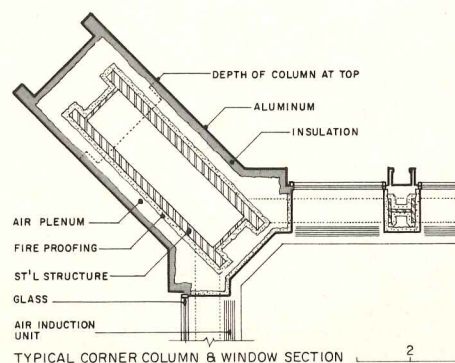 DEPTH OF COLUMN AT TOP
ALUMINUM
INSULATION
AIR PLENUM
FIRE PROOFING
ST'L STRUCTURE
GLASS
AIR INDUCTION
UNIT
TYPICAL CORNER COLUMN & WINDOW SECTION 2